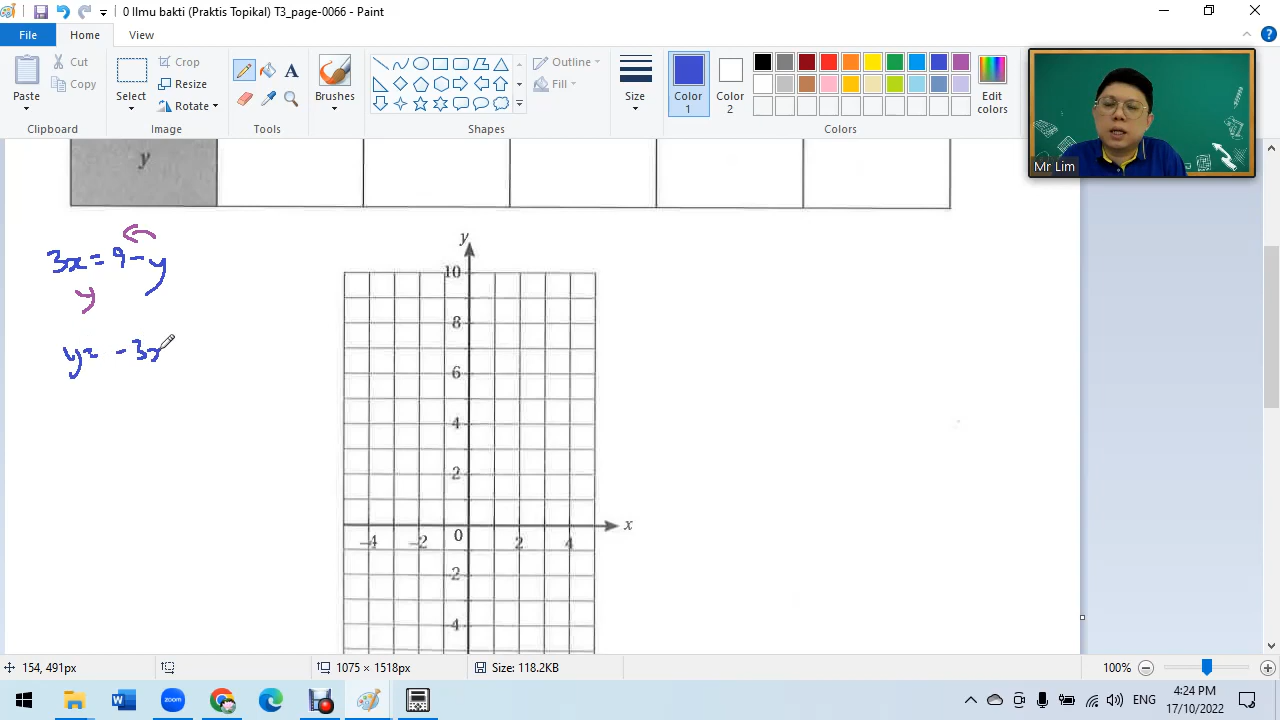 0 Ilmu bakti (Praktis Topikal) T3_page-0066 - Paint
File Home View
Paste Cut Copy
Select Crop Resize Rotate
Brushes
Outline Fill
Size
Color 1
Color 2
Edit colors
Clipboard Image Tools Shapes Colors
Mr Lim
y
3x = 9 - y
y
y = - 3x
y
10
8
6
4
2
-4 -2 0 2 4 x
-2
-4
154, 491px 1075 × 1518px Size: 118.2KB 100%
W zoom ENG 4:24 PM
17/10/2022